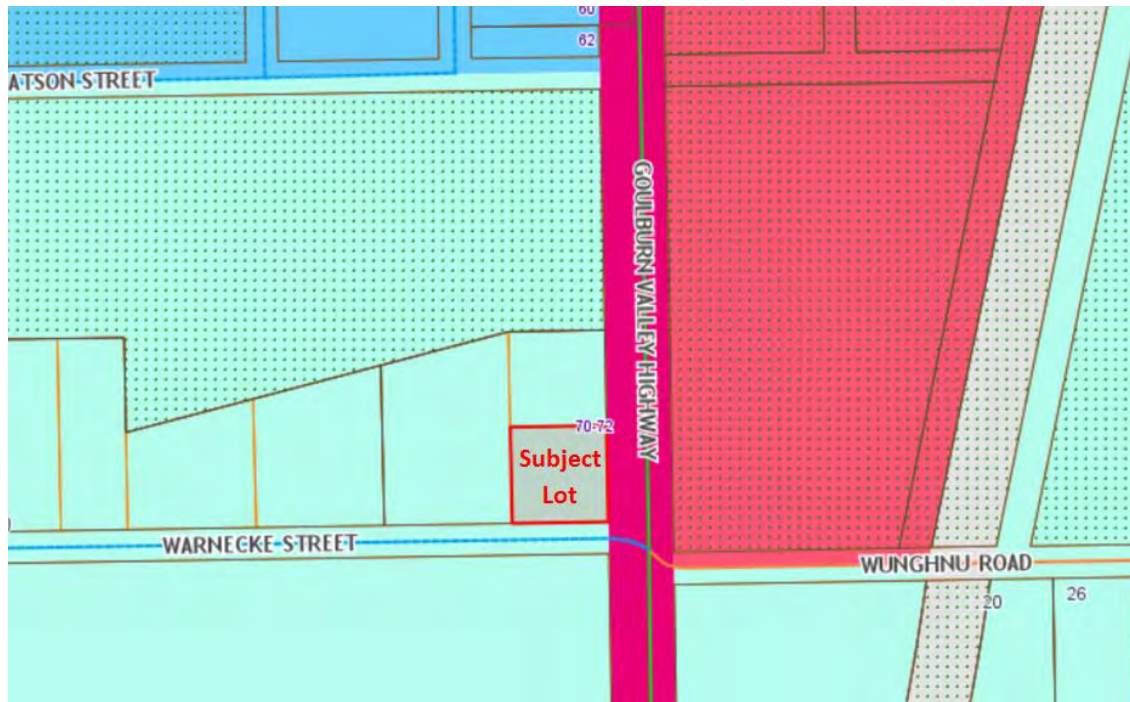 60
62
ATSON STREET
GOULBURN VALLEY HIGHWAY
70-72
Subject
Lot
WARNECKE STREET
WUNGHNU ROAD
20
26